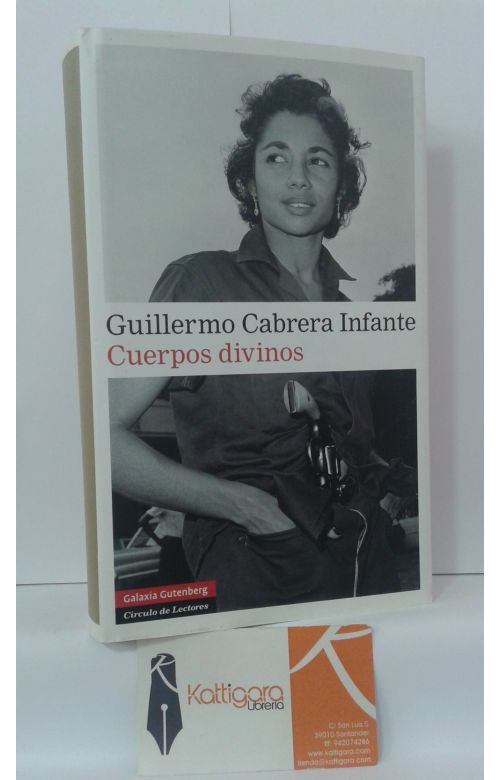 Guillermo Cabrera Infante
Cuerpos divinos
Galaxia Gutenberg
Círculo de Lectores
Kattigara
Librería
C/ San Luis 5
39010 Santander
tlf: 942074286
www.kattigara.com
tienda@kattigara.com